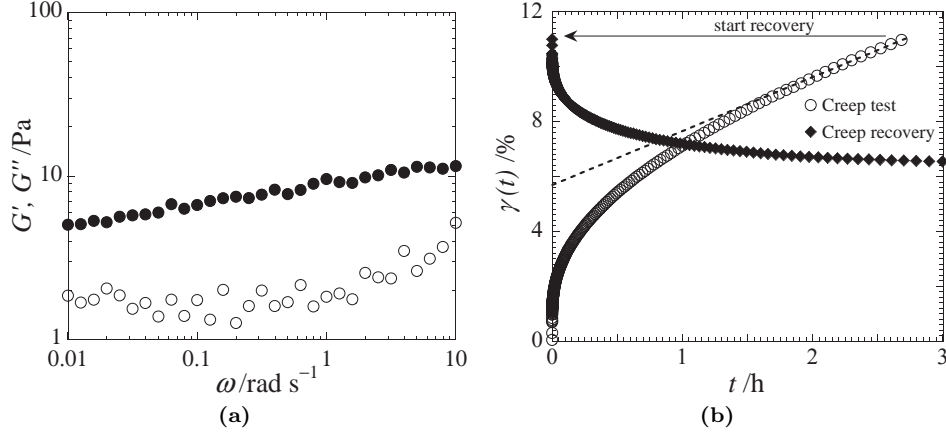 100
10
1
G', G'' /Pa
0.01
0.1
1
10
ω/rad s⁻¹
(a)
12 %
8
4
0
γ(t) /%
start recovery
Creep test
Creep recovery
0
1
2
3
t /h
(b)